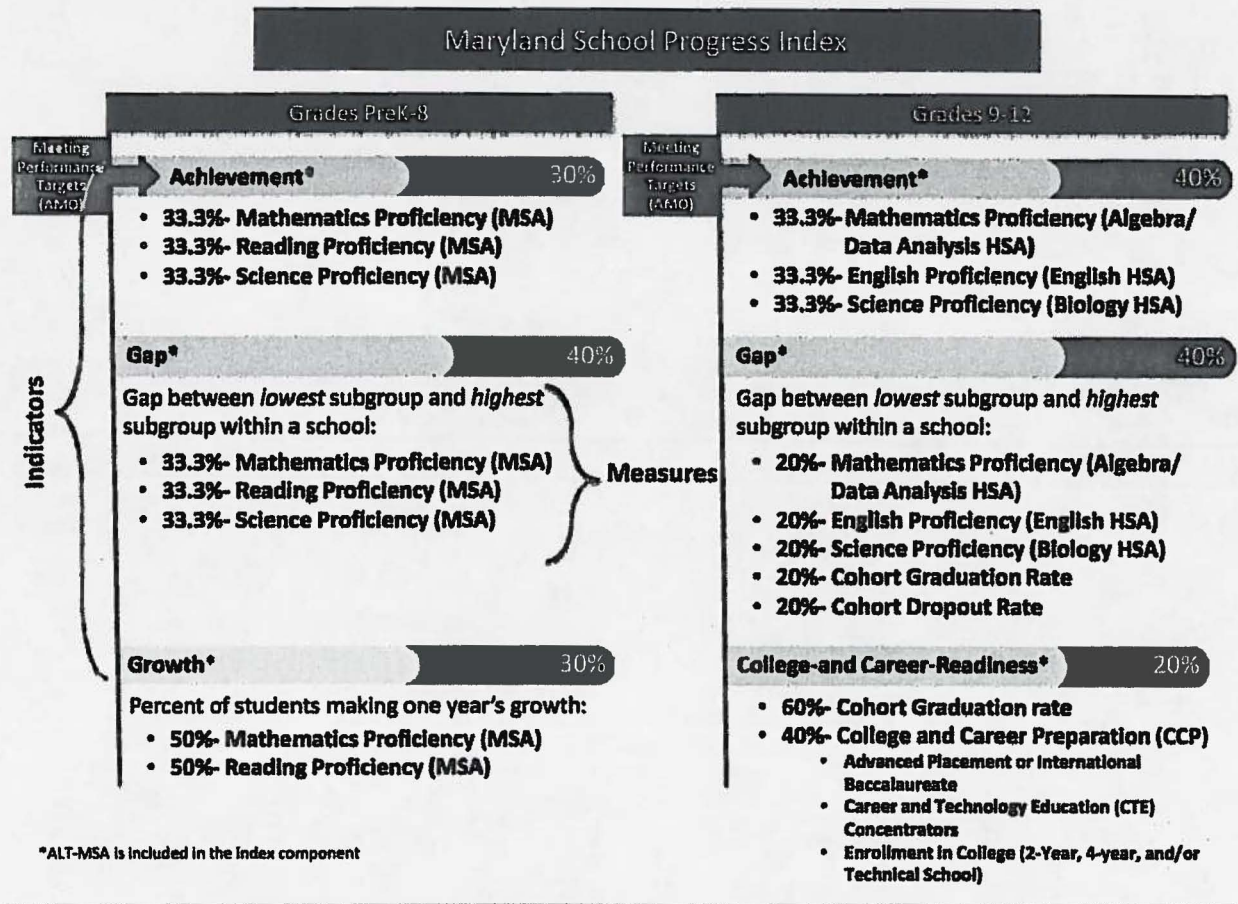 Maryland School Progress Index
Grades PreK-8
Meeting
Performance
Targets
(AMO)
Achievement* 30%
• 33.3%- Mathematics Proficiency (MSA)
• 33.3%- Reading Proficiency (MSA)
• 33.3%- Science Proficiency (MSA)
Gap* 40%
Gap between lowest subgroup and highest
subgroup within a school:
• 33.3%- Mathematics Proficiency (MSA)
• 33.3%- Reading Proficiency (MSA)
• 33.3%- Science Proficiency (MSA)
Indicators
Measures
Growth* 30%
Percent of students making one year's growth:
• 50%- Mathematics Proficiency (MSA)
• 50%- Reading Proficiency (MSA)
*ALT-MSA is included in the Index component
Grades 9-12
Meeting
Performance
Targets
(AMO)
Achievement* 40%
• 33.3%- Mathematics Proficiency (Algebra/
Data Analysis HSA)
• 33.3%- English Proficiency (English HSA)
• 33.3%- Science Proficiency (Biology HSA)
Gap* 40%
Gap between lowest subgroup and highest
subgroup within a school:
• 20%- Mathematics Proficiency (Algebra/
Data Analysis HSA)
• 20%- English Proficiency (English HSA)
• 20%- Science Proficiency (Biology HSA)
• 20%- Cohort Graduation Rate
• 20%- Cohort Dropout Rate
College-and Career-Readiness* 20%
• 60%- Cohort Graduation rate
• 40%- College and Career Preparation (CCP)
• Advanced Placement or International
Baccalaureate
• Career and Technology Education (CTE)
Concentrators
• Enrollment in College (2-Year, 4-year, and/or
Technical School)